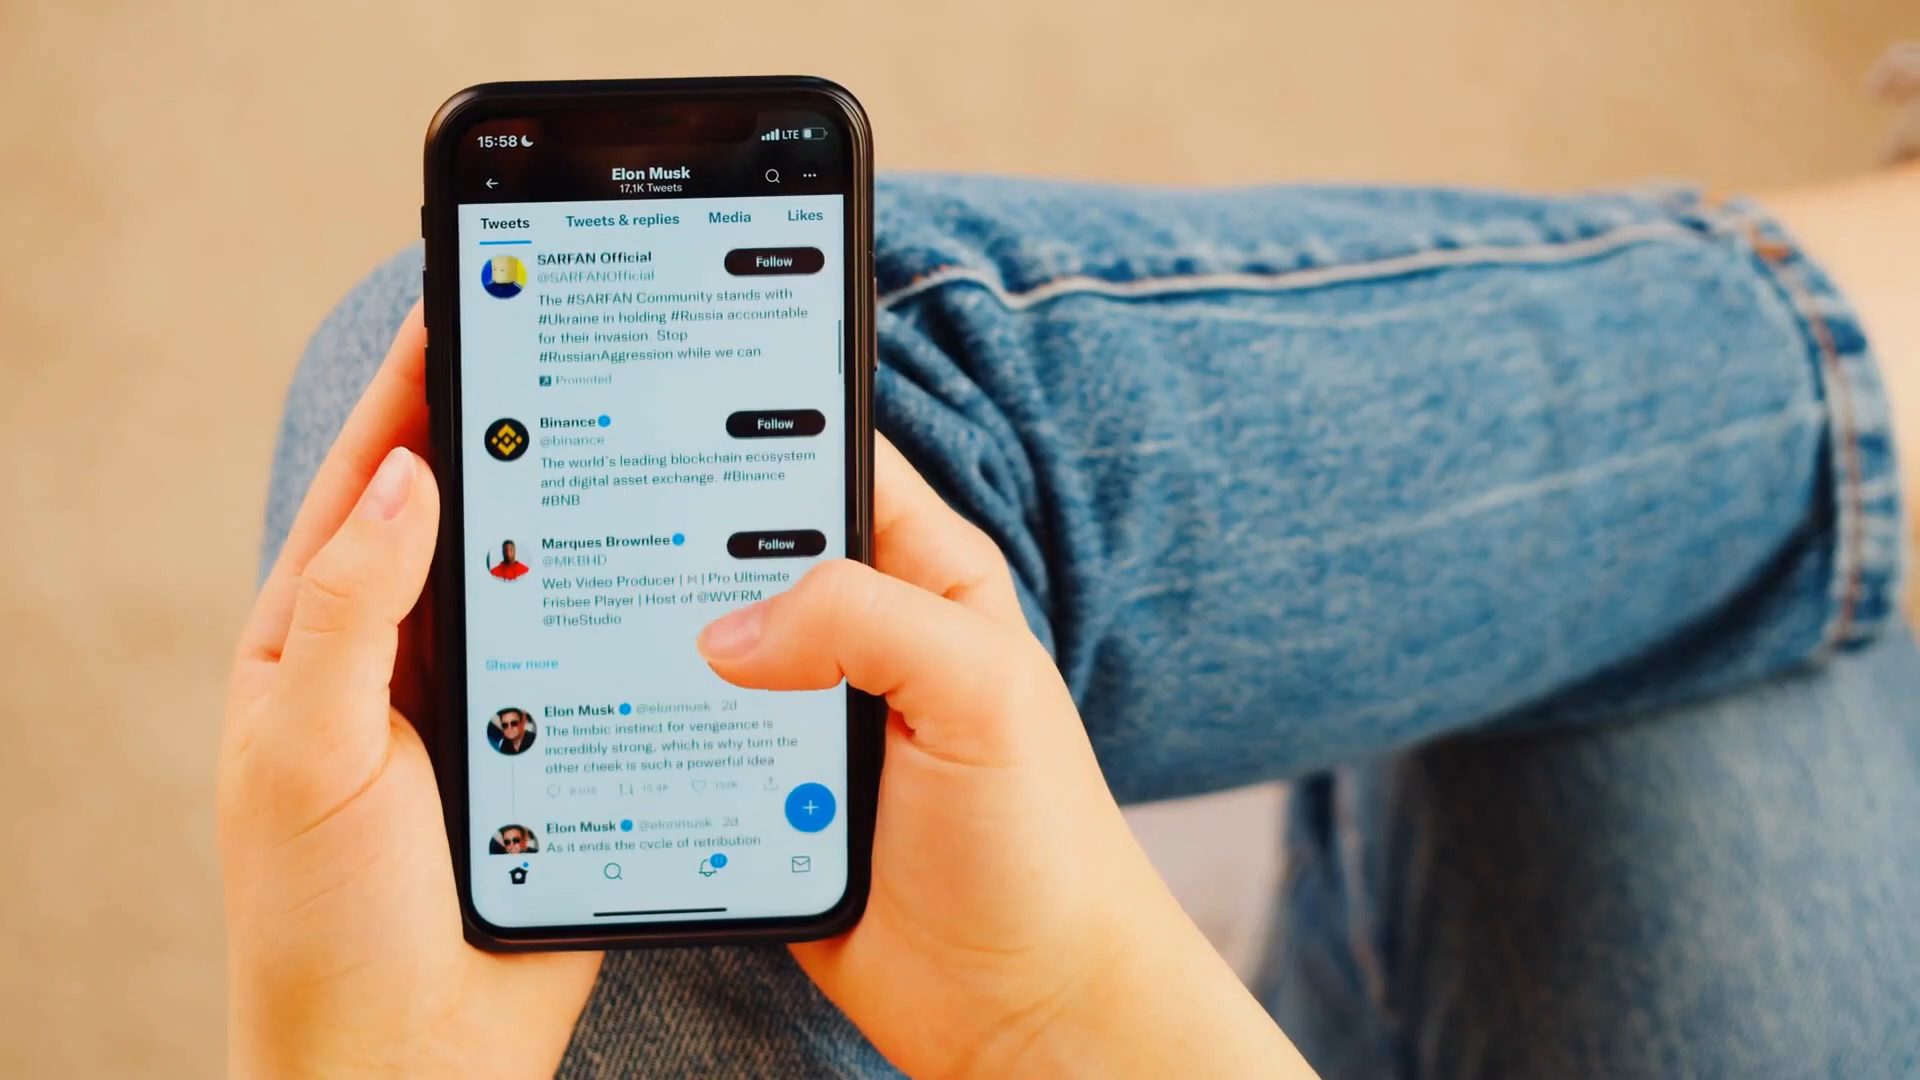 15:58
LTE
Elon Musk
17,1K Tweets
Tweets Tweets & replies Media Likes
SARFAN Official
Follow
@SARFANOfficial
The #SARFAN Community stands with
#Ukraine in holding #Russia accountable
for their invasion. Stop
#RussianAggression while we can.
Promoted
Binance
Follow
@binance
The world's leading blockchain ecosystem
and digital asset exchange. #Binance
#BNB
Marques Brownlee
Follow
@MKBHD
Web Video Producer | | Pro Ultimate
Frisbee Player | Host of @WVFRM
@TheStudio
Show more
Elon Musk @elonmusk 2d
The limbic instinct for vengeance is
incredibly strong, which is why turn the
other cheek is such a powerful idea
Elon Musk @elonmusk 2d
As it ends the cycle of retribution